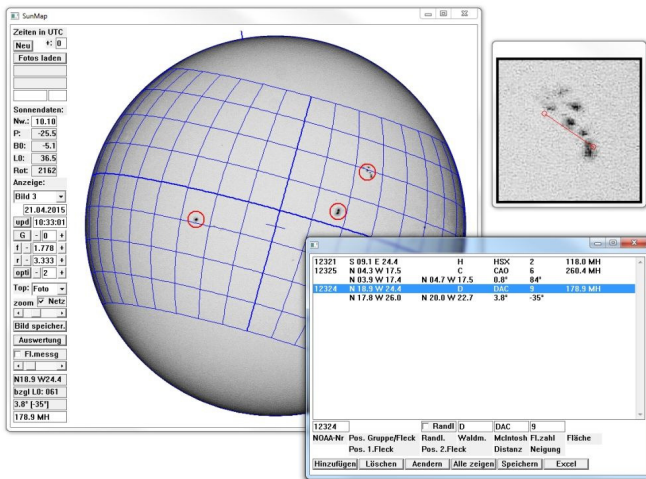 SunMap
Zeiten in UTC
Neu +: 0
Fotos laden
Sonnendaten:
Nw.: 10.10
P: -25.5
B0: -5.1
L0: 36.5
Rot: 2162
Anzeige:
Bild 3
21.04.2015
upd 10:33:01
G - 0 +
f - 1.778 +
r - 3.333 +
opti - 2 +
Top: Foto
zoom Netz
Bild speicher.
Auswertung
Fl.messg
N18.9 W24.4
bzgl L0: 061
3.8° [-35°]
178.9 MH
12321 S 09.1 E 24.4 H HSX 2 118.0 MH
12325 N 04.3 W 17.5 C CAO 6 260.4 MH
N 03.9 W 17.4 N 04.7 W 17.5 0.8° 84°
12324 N 18.9 W 24.4 D DAC 9 178.9 MH
N 17.8 W 26.0 N 20.0 W 22.7 3.8° -35°
12324 Randl D DAC 9
NOAA-Nr Pos. Gruppe/Fleck Randl. Waldm. McIntosh Fl.zahl Fläche
Pos. 1.Fleck Pos. 2.Fleck Distanz Neigung
Hinzufügen Löschen Aendern Alle zeigen Speichern Excel